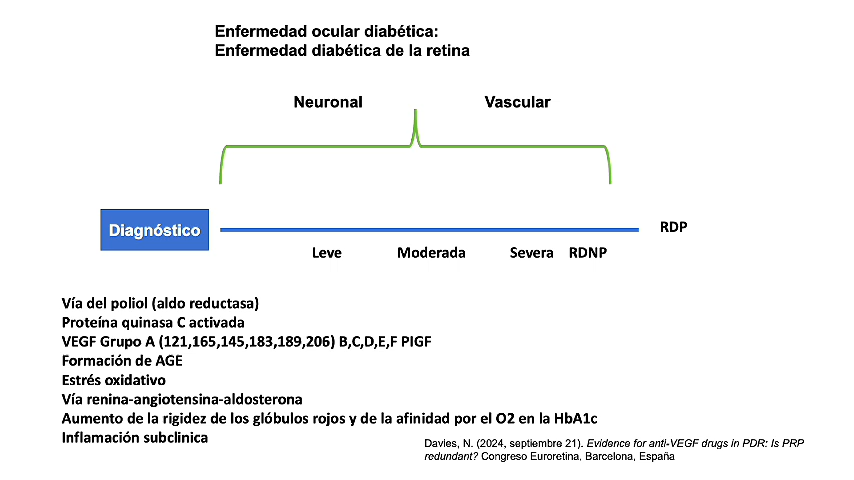 Enfermedad ocular diabética:
Enfermedad diabética de la retina
Neuronal
Vascular
Diagnóstico
RDP
Leve
Moderada
Severa
RDNP
Vía del poliol (aldo reductasa)
Proteína quinasa C activada
VEGF Grupo A (121,165,145,183,189,206) B,C,D,E,F PIGF
Formación de AGE
Estrés oxidativo
Vía renina-angiotensina-aldosterona
Aumento de la rigidez de los glóbulos rojos y de la afinidad por el O2 en la HbA1c
Inflamación subclinica
Davies, N. (2024, septiembre 21). Evidence for anti-VEGF drugs in PDR: Is PRP
redundant? Congreso Euroretina, Barcelona, España